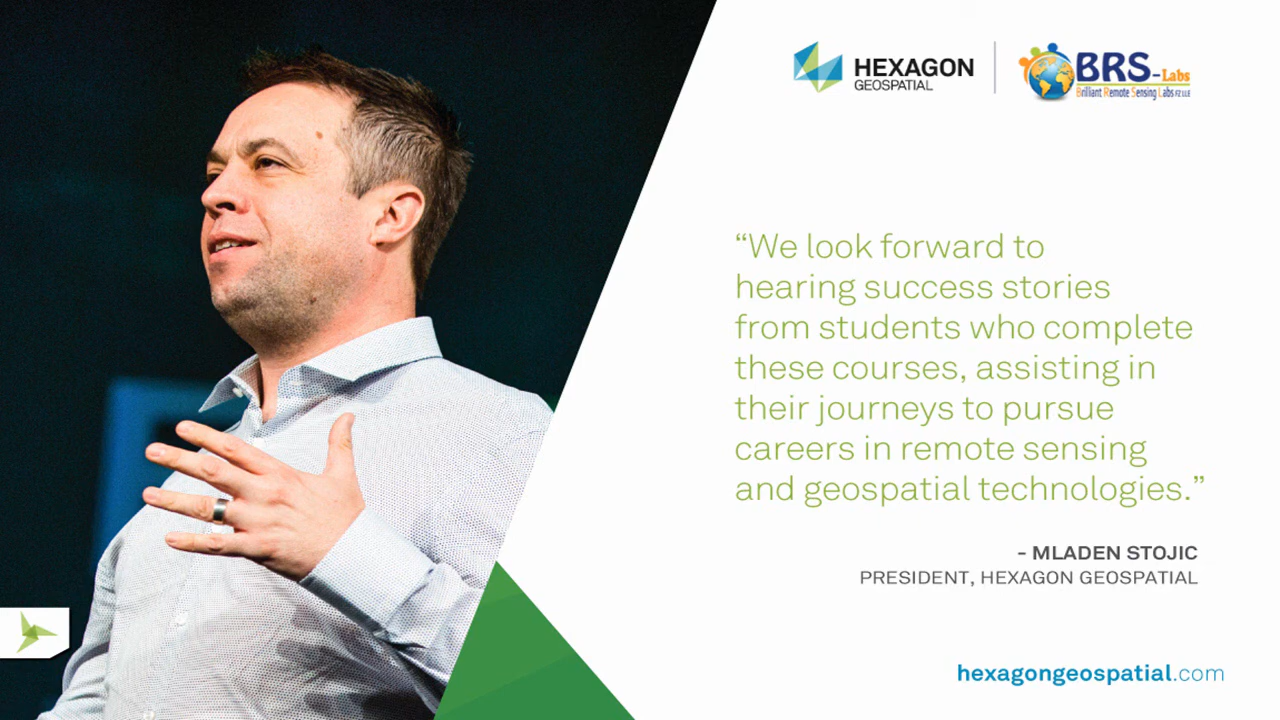 HEXAGON
GEOSPATIAL
BRS-Labs
Brilliant Remote Sensing Labs FZ LLE
“We look forward to
hearing success stories
from students who complete
these courses, assisting in
their journeys to pursue
careers in remote sensing
and geospatial technologies.”
– MLADEN STOJIC
PRESIDENT, HEXAGON GEOSPATIAL
hexagongeospatial.com